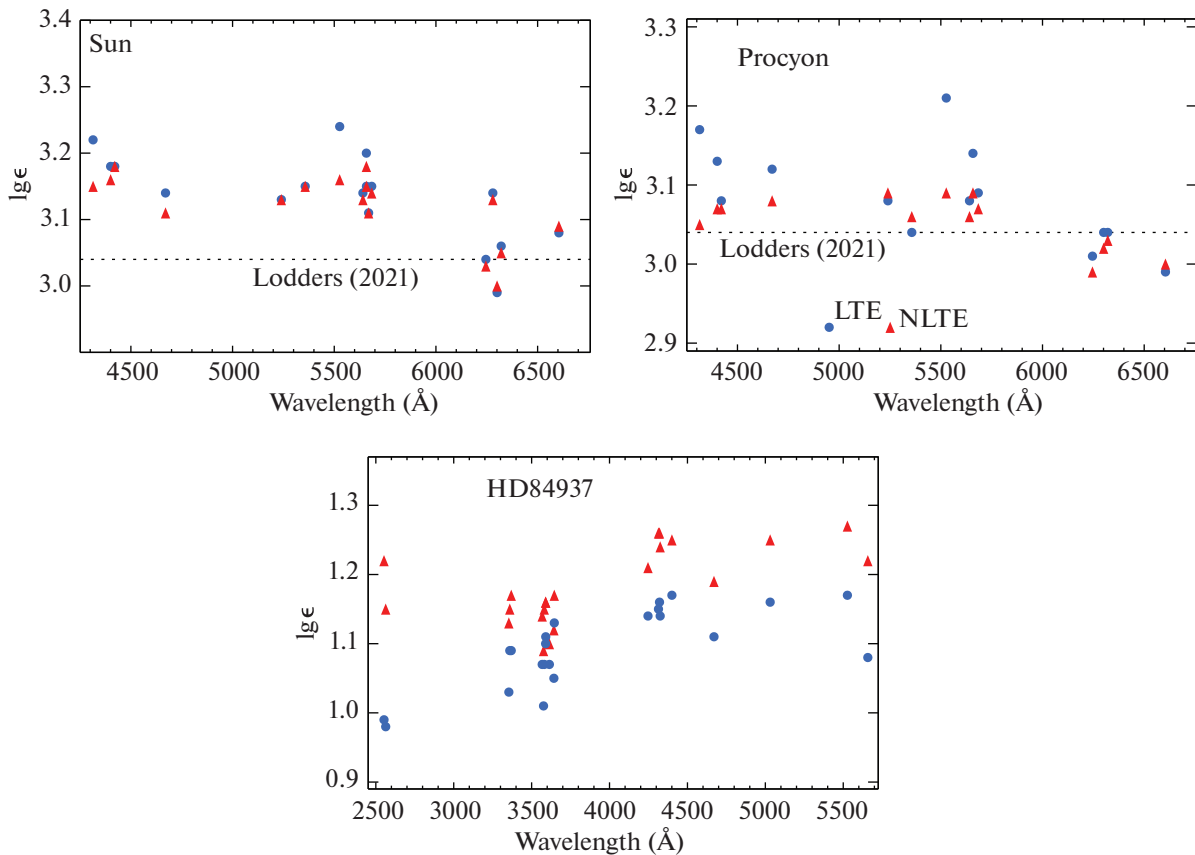 3.4
3.3
3.2
3.1
3.0
lg ϵ
Sun
Lodders (2021)
4500 5000 5500 6000 6500
Wavelength (Å)
3.3
3.2
3.1
3.0
2.9
lg ϵ
Procyon
Lodders (2021)
LTE NLTE
4500 5000 5500 6000 6500
Wavelength (Å)
1.3
1.2
1.1
1.0
0.9
lg ϵ
HD84937
2500 3000 3500 4000 4500 5000 5500
Wavelength (Å)